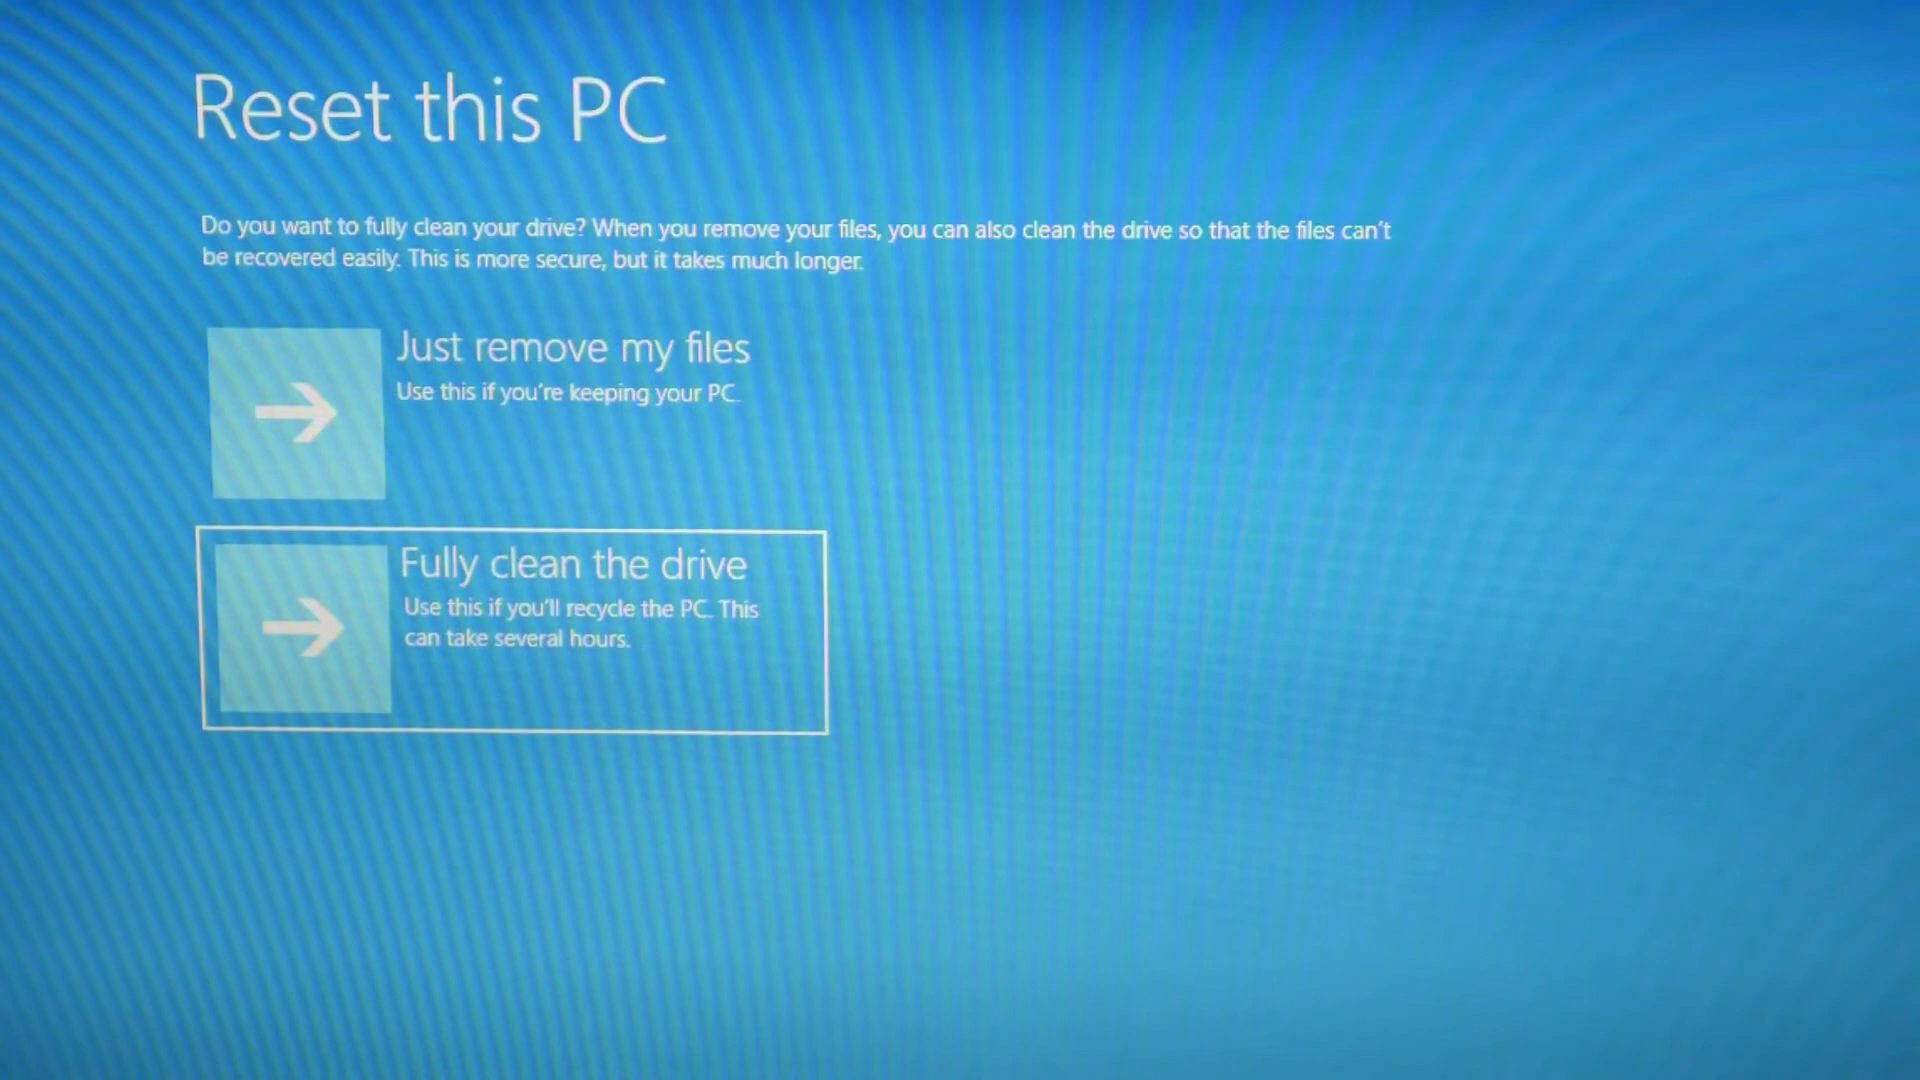 Reset this PC
Do you want to fully clean your drive? When you remove your files, you can also clean the drive so that the files can't
be recovered easily. This is more secure, but it takes much longer.
Just remove my files
Use this if you're keeping your PC.
Fully clean the drive
Use this if you'll recycle the PC. This
can take several hours.